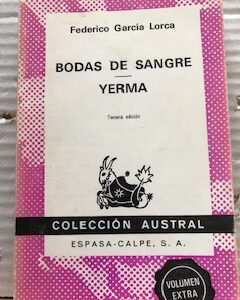 Federico García Lorca
BODAS DE SANGRE
YERMA
Tercera edición
COLECCIÓN AUSTRAL
ESPASA-CALPE, S. A.
VOLUMEN
EXTRA